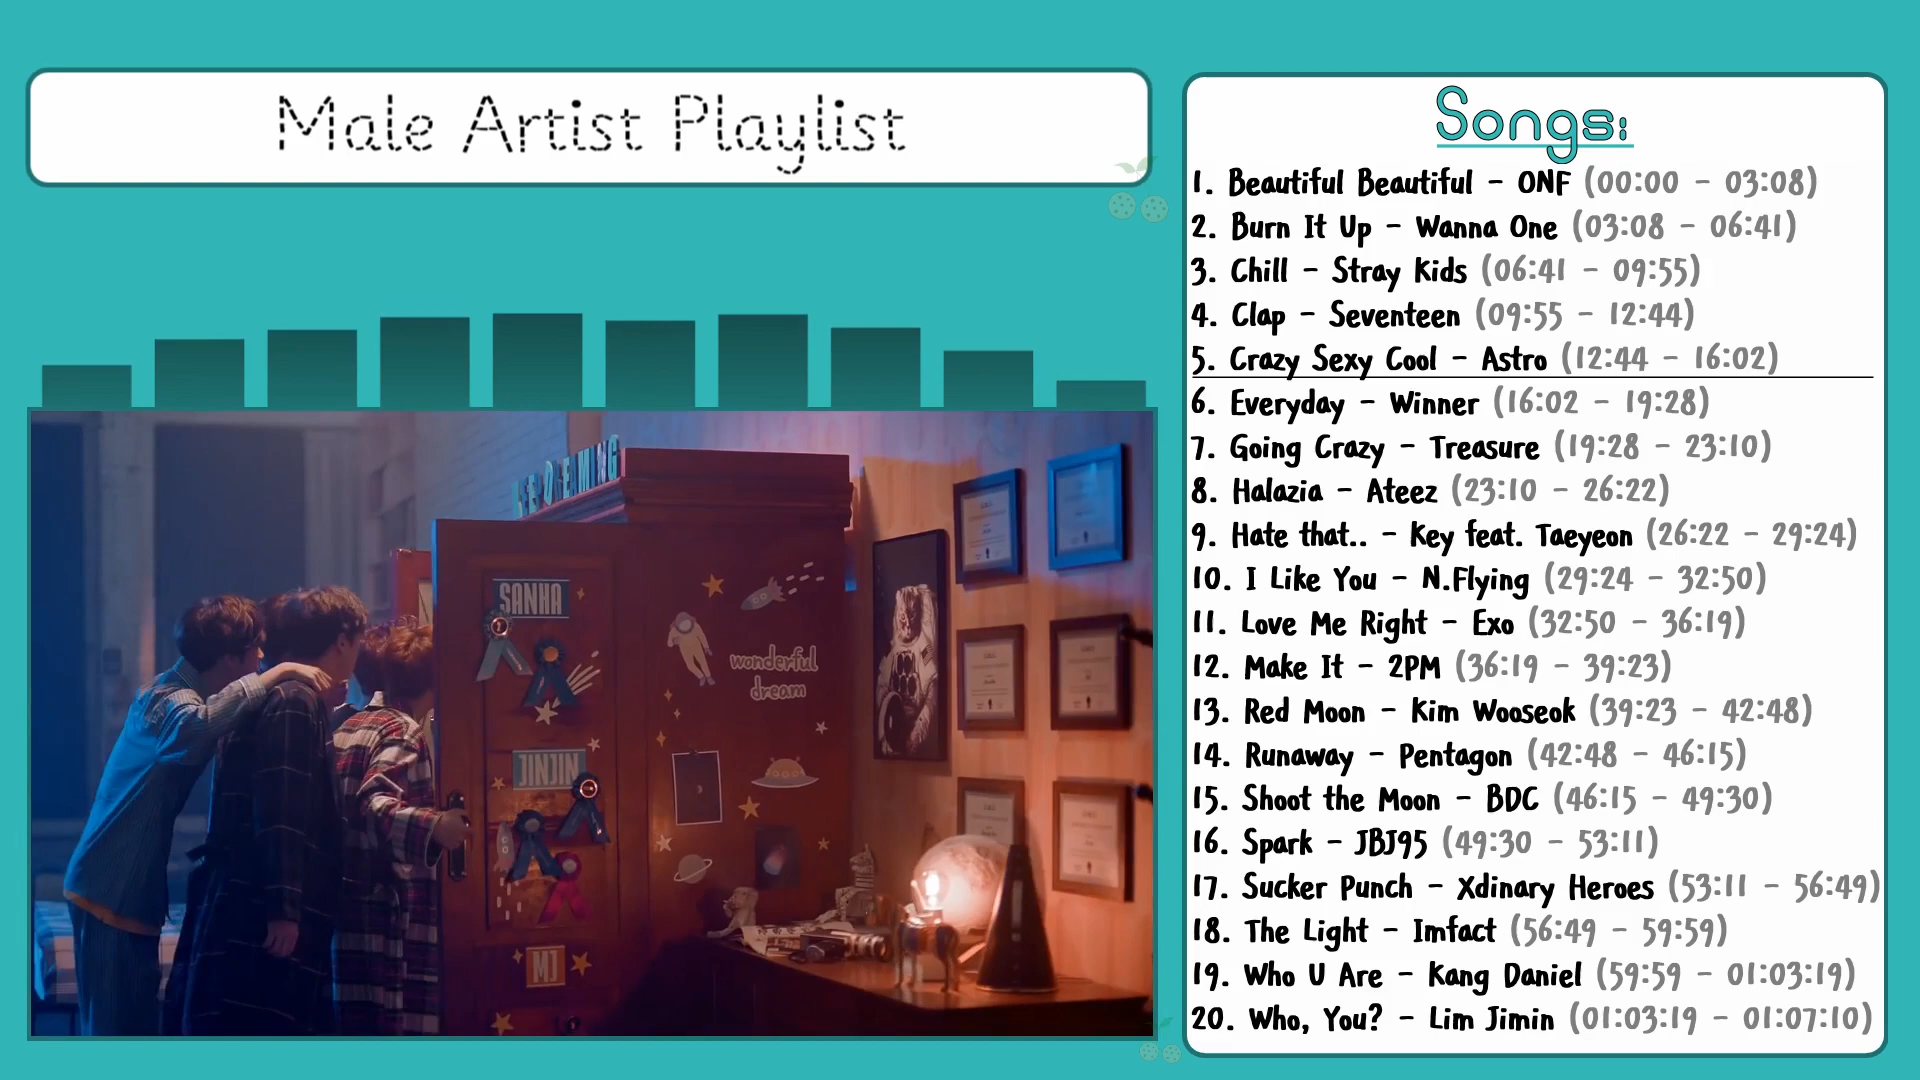 Male Artist Playlist
Songs:
1. Beautiful Beautiful - ONF (00:00 - 03:08)
2. Burn It Up - Wanna One (03:08 - 06:41)
3. Chill - Stray Kids (06:41 - 09:55)
4. Clap - Seventeen (09:55 - 12:44)
5. Crazy Sexy Cool - Astro (12:44 - 16:02)
6. Everyday - Winner (16:02 - 19:28)
7. Going Crazy - Treasure (19:28 - 23:10)
8. Halazia - Ateez (23:10 - 26:22)
9. Hate that.. - Key feat. Taeyeon (26:22 - 29:24)
10. I Like You - N.Flying (29:24 - 32:50)
11. Love Me Right - Exo (32:50 - 36:19)
12. Make It - 2PM (36:19 - 39:23)
13. Red Moon - Kim Wooseok (39:23 - 42:48)
14. Runaway - Pentagon (42:48 - 46:15)
15. Shoot the Moon - BDC (46:15 - 49:30)
16. Spark - JBJ95 (49:30 - 53:11)
17. Sucker Punch - Xdinary Heroes (53:11 - 56:49)
18. The Light - Imfact (56:49 - 59:59)
19. Who U Are - Kang Daniel (59:59 - 01:03:19)
20. Who, You? - Lim Jimin (01:03:19 - 01:07:10)
SANHA
wonderful
dream
JINJIN
MJ